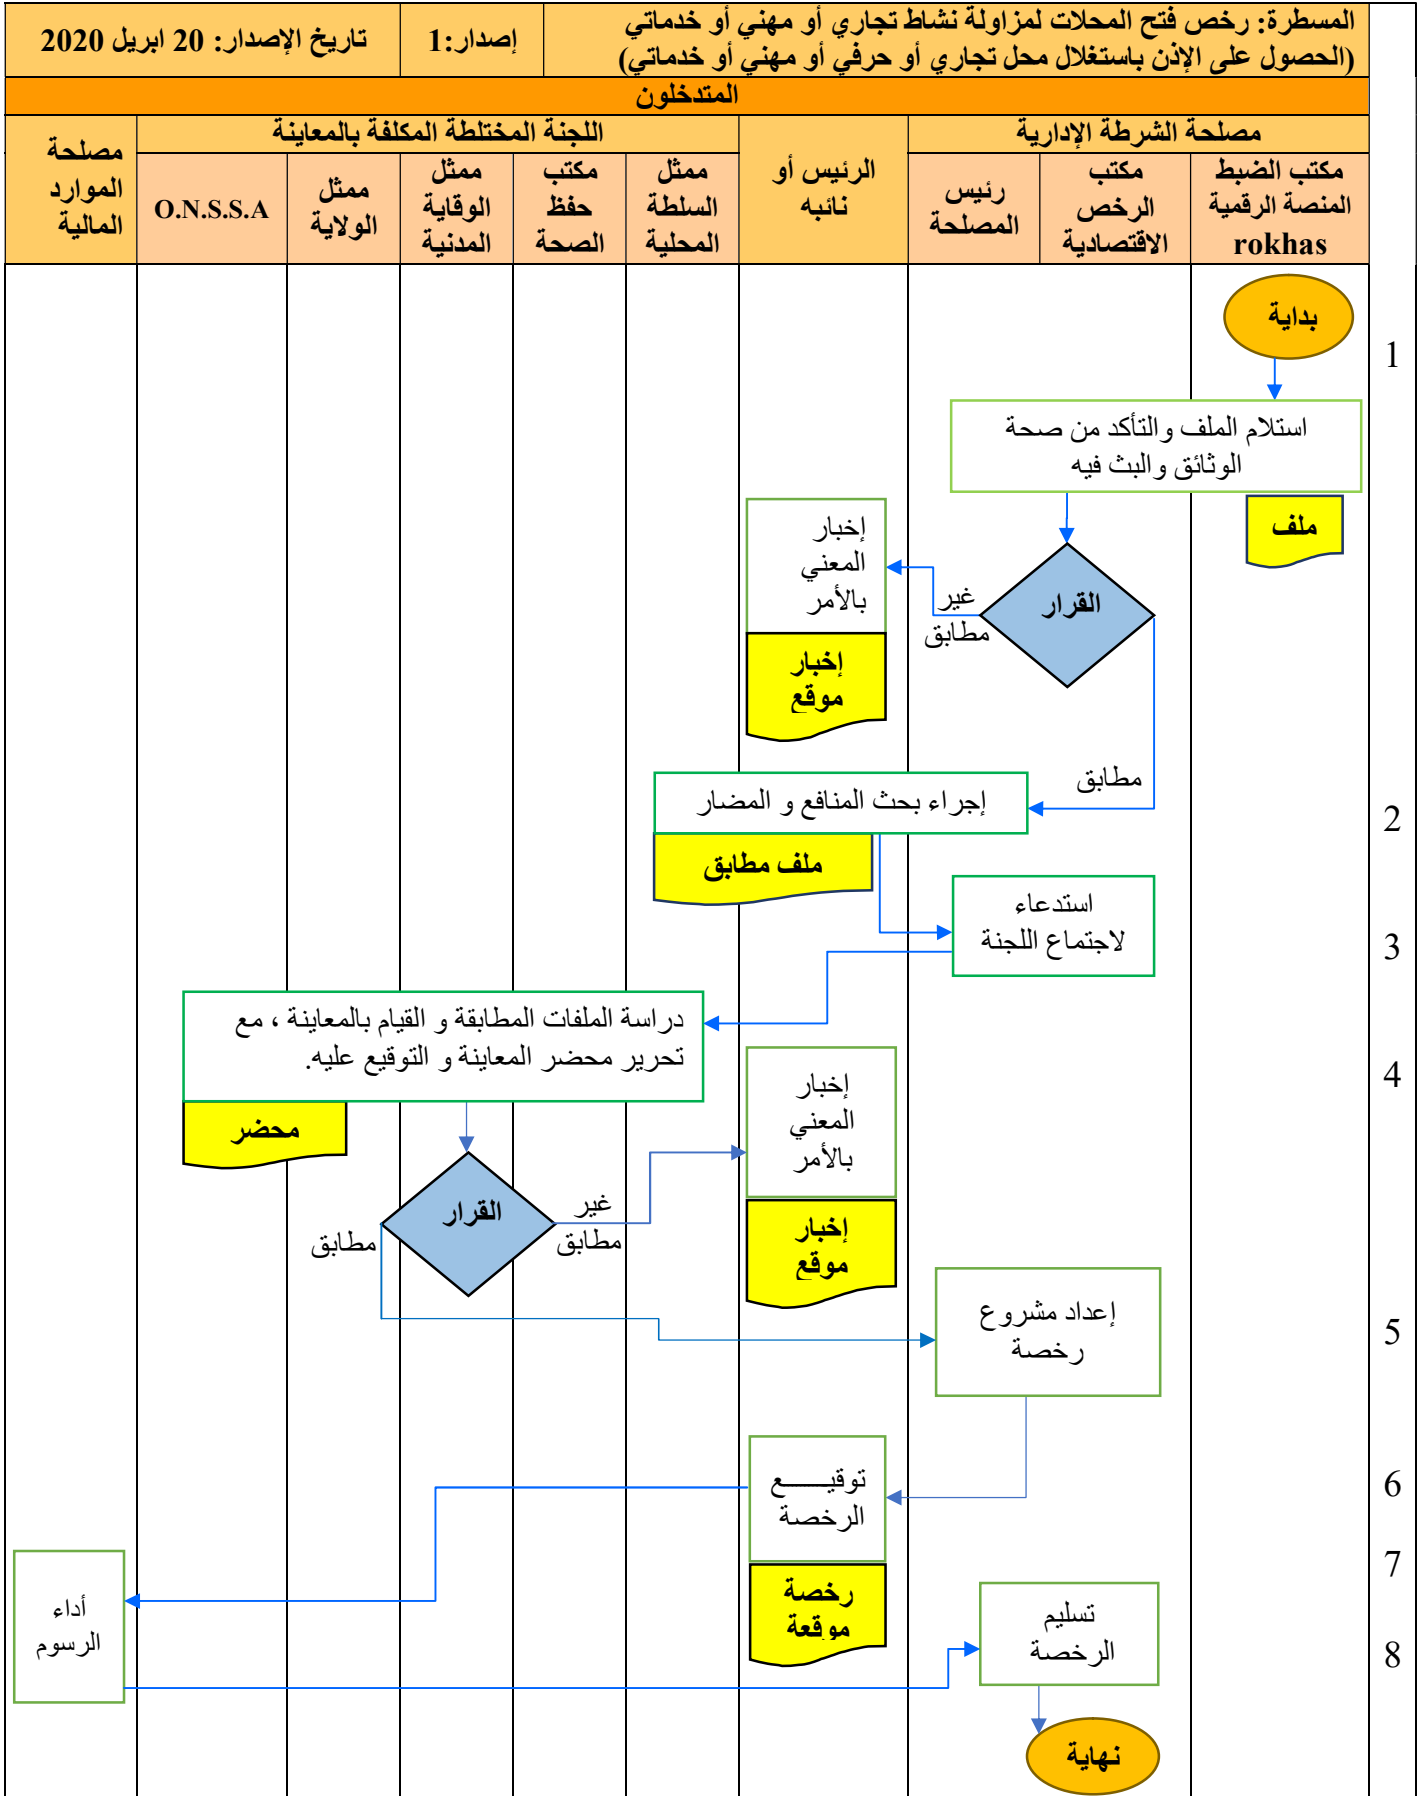 المسطرة: رخص فتح المحلات لمزاولة نشاط تجاري أو مهني أو خدماتي
(الحصول على الإذن باستغلال محل تجاري أو حرفي أو مهني أو خدماتي)
إصدار:1
تاريخ الإصدار: 20 ابريل 2020
المتدخلون
مصلحة الشرطة الإدارية
الرئيس أو
نائبه
اللجنة المختلطة المكلفة بالمعاينة
مصلحة
الموارد
المالية
مكتب الضبط
المنصة الرقمية
rokhas
مكتب
الرخص
الاقتصادية
رئيس
المصلحة
ممثل
السلطة
المحلية
مكتب
حفظ
الصحة
ممثل
الوقاية
المدنية
ممثل
الولاية
O.N.S.S.A
بداية
1
استلام الملف والتأكد من صحة
الوثائق والبث فيه
ملف
القرار
غير
مطابق
إخبار
المعني
بالأمر
إخبار
موقع
مطابق
2
إجراء بحث المنافع و المضار
ملف مطابق
3
استدعاء
لاجتماع اللجنة
4
دراسة الملفات المطابقة و القيام بالمعاينة ، مع
تحرير محضر المعاينة و التوقيع عليه.
محضر
القرار
غير
مطابق
إخبار
المعني
بالأمر
إخبار
موقع
مطابق
5
إعداد مشروع
رخصة
6
توقيـــــع
الرخصة
رخصة
موقعة
7
أداء
الرسوم
8
تسليم
الرخصة
نهاية